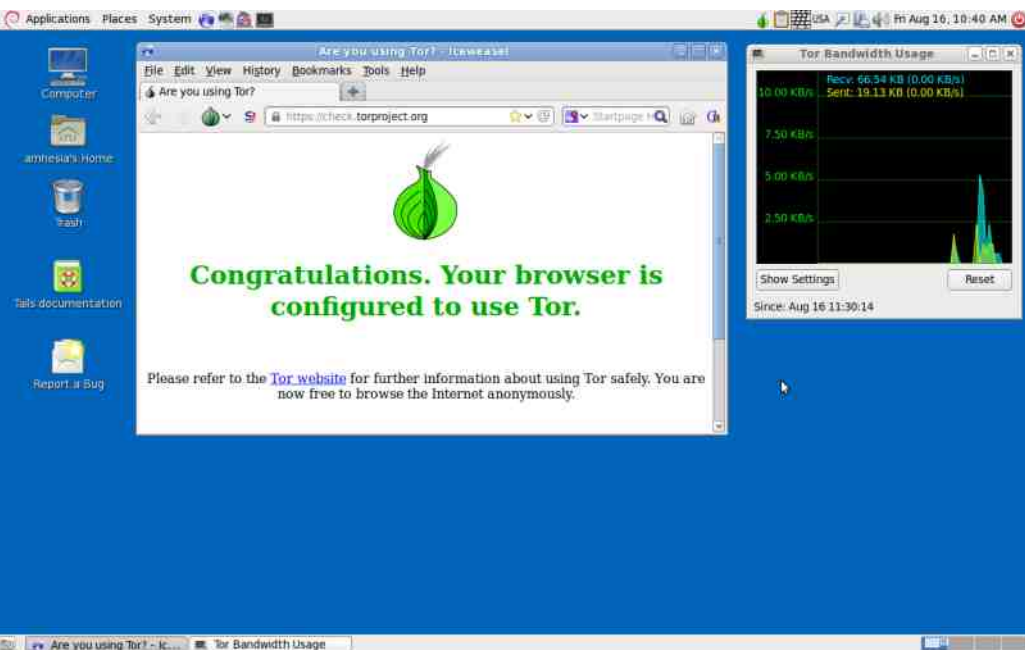 Applications Places System
USA
Fri Aug 16, 10:40 AM
Computer
amnesia's Home
Trash
Tails documentation
Report a Bug
Are you using Tor? - Iceweasel
File Edit View History Bookmarks Tools Help
Are you using Tor?
https://check.torproject.org
Startpage
Congratulations. Your browser is
configured to use Tor.
Please refer to the Tor website for further information about using Tor safely. You are
now free to browse the Internet anonymously.
Tor Bandwidth Usage
Recv: 66.54 KB (0.00 KB/s)
10.00 KB/s
Sent: 19.13 KB (0.00 KB/s)
7.50 KB/s
5.00 KB/s
2.50 KB/s
Show Settings
Reset
Since: Aug 16 11:30:14
Are you using Tor? - Ic...
Tor Bandwidth Usage